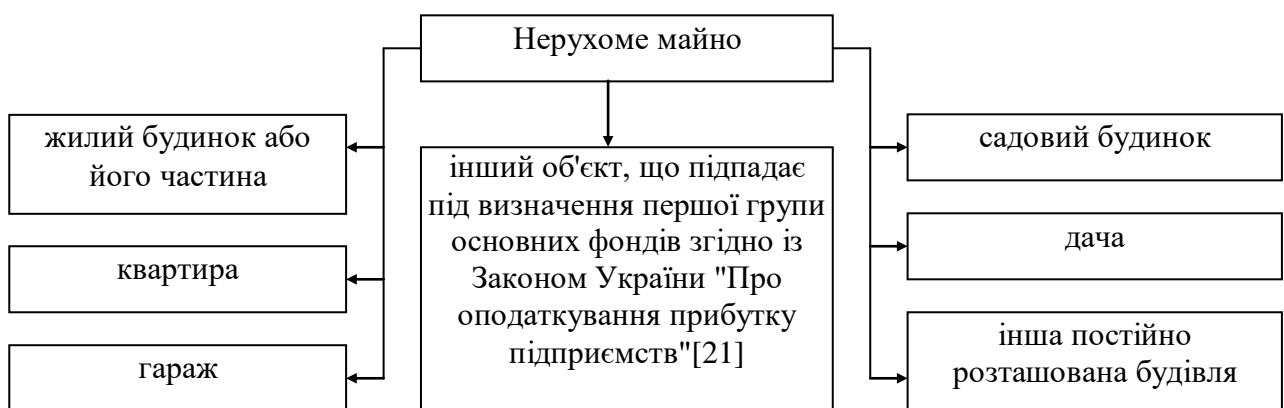 Нерухоме майно
жилий будинок або
його частина
квартира
гараж
інший об'єкт, що підпадає
під визначення першої групи
основних фондів згідно із
Законом України "Про
оподаткування прибутку
підприємств"[21]
садовий будинок
дача
інша постійно
розташована будівля